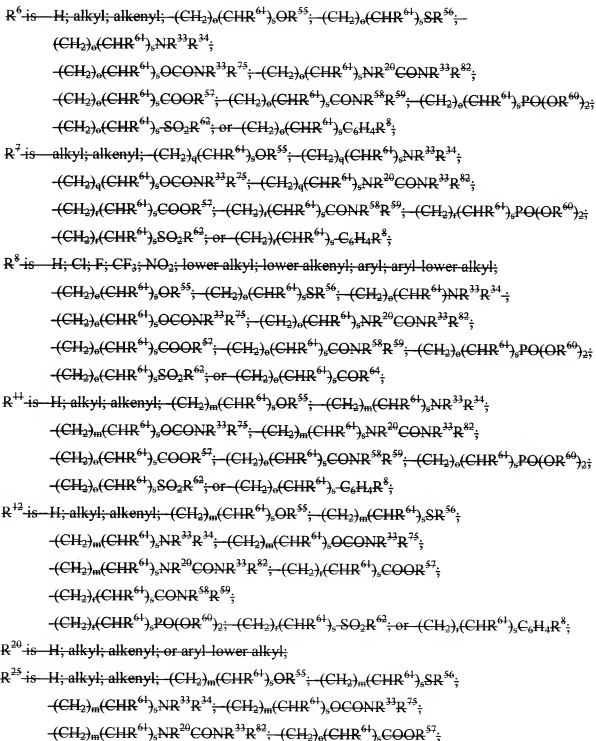 R⁶ is H; alkyl; alkenyl; -(CH₂)ₒ(CHR⁶¹)ₛOR⁵⁵; -(CH₂)ₒ(CHR⁶¹)ₛSR⁵⁶; -
(CH₂)ₒ(CHR⁶¹)ₛNR³³R³⁴;
-(CH₂)ₒ(CHR⁶¹)ₛOCONR³³R⁷⁵; -(CH₂)ₒ(CHR⁶¹)ₛNR²⁰CONR³³R⁸²;
-(CH₂)ₒ(CHR⁶¹)ₛCOOR⁵⁷; -(CH₂)ₒ(CHR⁶¹)ₛCONR⁵⁸R⁵⁹; -(CH₂)ₒ(CHR⁶¹)ₛPO(OR⁶⁰)₂;
-(CH₂)ₒ(CHR⁶¹)ₛ-SO₂R⁶²; or -(CH₂)ₒ(CHR⁶¹)ₛC₆H₄R⁸;
R⁷ is alkyl; alkenyl; -(CH₂)q(CHR⁶¹)ₛOR⁵⁵; -(CH₂)q(CHR⁶¹)ₛNR³³R³⁴;
-(CH₂)q(CHR⁶¹)ₛOCONR³³R⁷⁵; -(CH₂)q(CHR⁶¹)ₛNR²⁰CONR³³R⁸²;
-(CH₂)ᵣ(CHR⁶¹)ₛCOOR⁵⁷; -(CH₂)ᵣ(CHR⁶¹)ₛCONR⁵⁸R⁵⁹; -(CH₂)ᵣ(CHR⁶¹)ₛPO(OR⁶⁰)₂;
-(CH₂)ᵣ(CHR⁶¹)ₛSO₂R⁶²; or -(CH₂)ᵣ(CHR⁶¹)ₛ-C₆H₄R⁸;
R⁸ is H; Cl; F; CF₃; NO₂; lower alkyl; lower alkenyl; aryl; aryl-lower alkyl;
-(CH₂)ₒ(CHR⁶¹)ₛOR⁵⁵; -(CH₂)ₒ(CHR⁶¹)ₛSR⁵⁶; -(CH₂)ₒ(CHR⁶¹)NR³³R³⁴;
-(CH₂)ₒ(CHR⁶¹)ₛOCONR³³R⁷⁵; -(CH₂)ₒ(CHR⁶¹)ₛNR²⁰CONR³³R⁸²;
-(CH₂)ₒ(CHR⁶¹)ₛCOOR⁵⁷; -(CH₂)ₒ(CHR⁶¹)ₛCONR⁵⁸R⁵⁹; -(CH₂)ₒ(CHR⁶¹)ₛPO(OR⁶⁰)₂;
-(CH₂)ₒ(CHR⁶¹)ₛSO₂R⁶²; or -(CH₂)ₒ(CHR⁶¹)ₛCOR⁶⁴;
R¹¹ is H; alkyl; alkenyl; -(CH₂)ₘ(CHR⁶¹)ₛOR⁵⁵; -(CH₂)ₘ(CHR⁶¹)ₛNR³³R³⁴;
-(CH₂)ₘ(CHR⁶¹)ₛOCONR³³R⁷⁵; -(CH₂)ₘ(CHR⁶¹)ₛNR²⁰CONR³³R⁸²;
-(CH₂)ₒ(CHR⁶¹)ₛCOOR⁵⁷; -(CH₂)ₒ(CHR⁶¹)ₛCONR⁵⁸R⁵⁹; -(CH₂)ₒ(CHR⁶¹)ₛPO(OR⁶⁰)₂;
-(CH₂)ₒ(CHR⁶¹)ₛSO₂R⁶²; or -(CH₂)ₒ(CHR⁶¹)ₛ-C₆H₄R⁸;
R¹² is H; alkyl; alkenyl; -(CH₂)ₘ(CHR⁶¹)ₛOR⁵⁵; -(CH₂)ₘ(CHR⁶¹)ₛSR⁵⁶;
-(CH₂)ₘ(CHR⁶¹)ₛNR³³R³⁴; -(CH₂)ₘ(CHR⁶¹)ₛOCONR³³R⁷⁵;
-(CH₂)ₘ(CHR⁶¹)ₛNR²⁰CONR³³R⁸²; -(CH₂)ᵣ(CHR⁶¹)ₛCOOR⁵⁷;
-(CH₂)ᵣ(CHR⁶¹)ₛCONR⁵⁸R⁵⁹;
-(CH₂)ᵣ(CHR⁶¹)ₛPO(OR⁶⁰)₂; -(CH₂)ᵣ(CHR⁶¹)ₛ-SO₂R⁶²; or -(CH₂)ᵣ(CHR⁶¹)ₛC₆H₄R⁸;
R²⁰ is H; alkyl; alkenyl; or aryl-lower alkyl;
R²⁵ is H; alkyl; alkenyl; -(CH₂)ₘ(CHR⁶¹)ₛOR⁵⁵; -(CH₂)ₘ(CHR⁶¹)ₛSR⁵⁶;
-(CH₂)ₘ(CHR⁶¹)ₛNR³³R³⁴; -(CH₂)ₘ(CHR⁶¹)ₛOCONR³³R⁷⁵;
-(CH₂)ₘ(CHR⁶¹)ₛNR²⁰CONR³³R⁸²; -(CH₂)ₒ(CHR⁶¹)ₛCOOR⁵⁷;